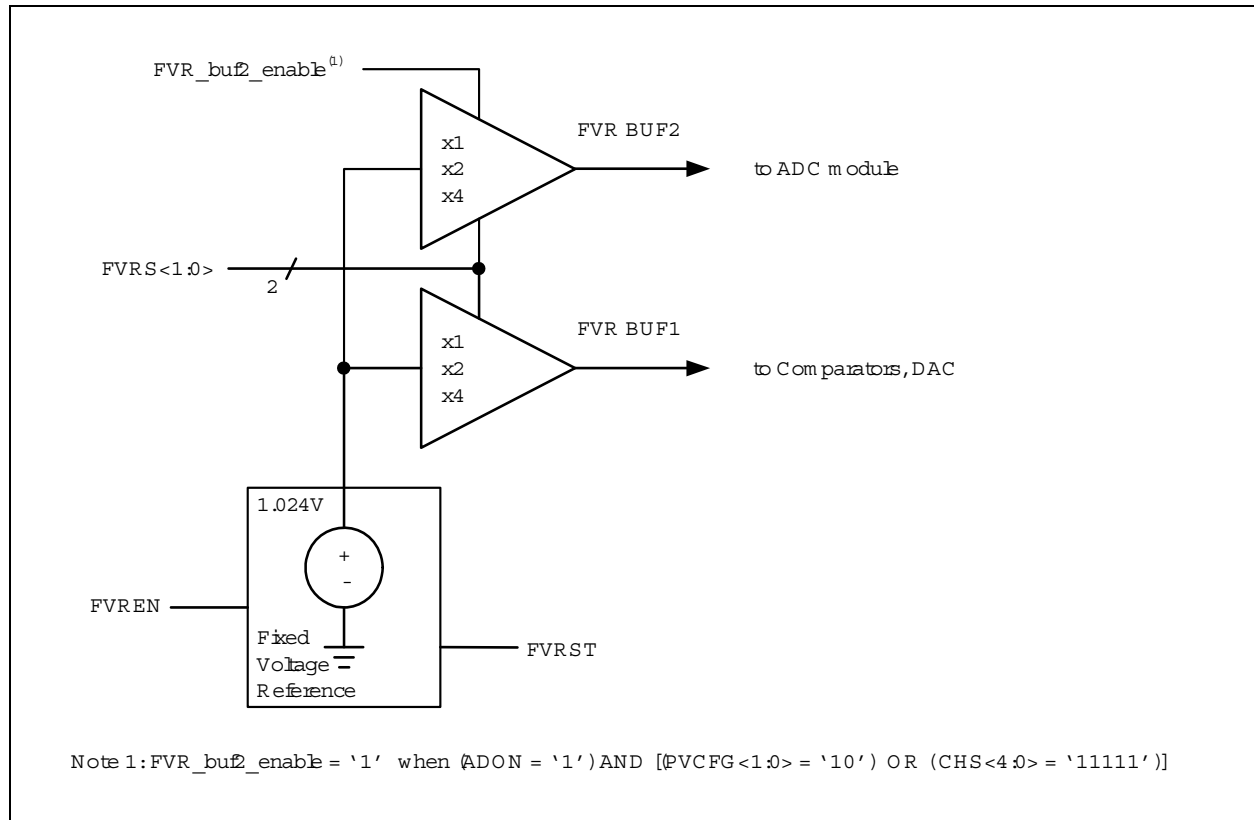 FVR_buf2_enable(1)
x1
x2
x4
FVR BUF2
to ADC module
FVRS<1:0>
2
x1
x2
x4
FVR BUF1
to Comparators, DAC
1.024V
+
-
FVREN
Fixed
Voltage
Reference
FVRST
Note 1: FVR_buf2_enable = ‘1’ when (ADON = ‘1’) AND [(PVCFG<1:0> = ‘10’) OR (CHS<4:0> = ‘11111’)]